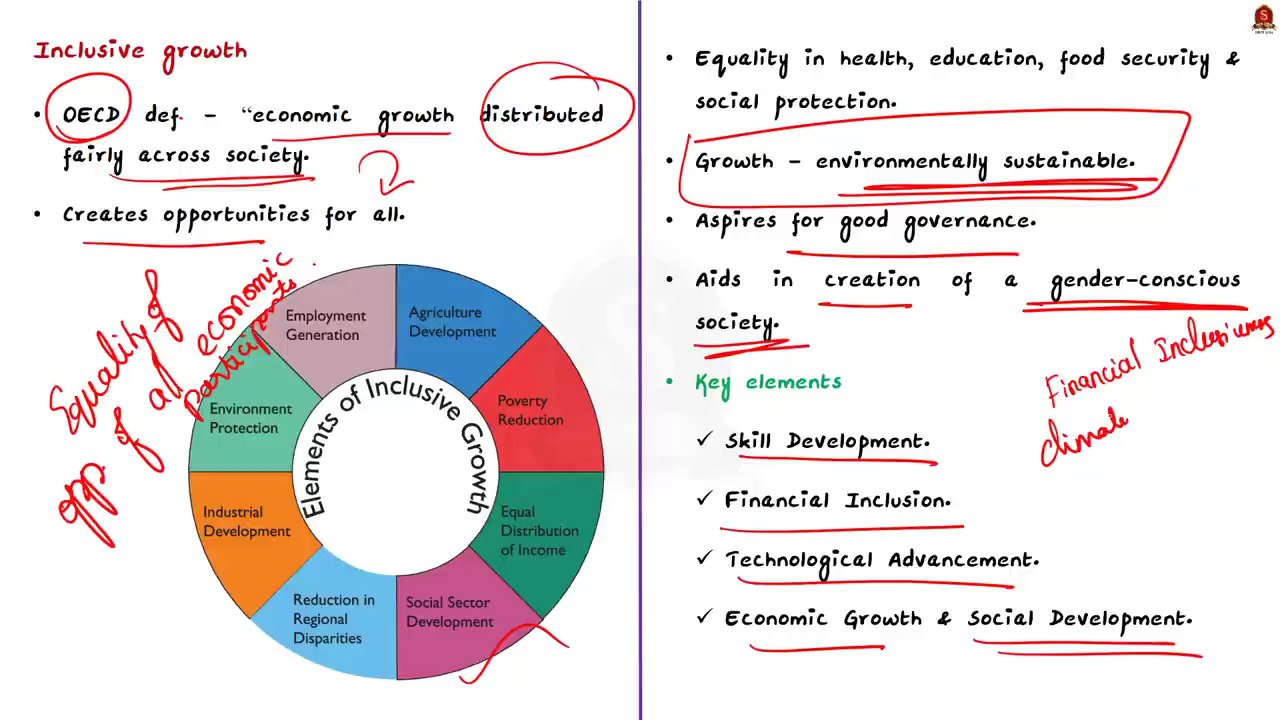 Inclusive growth
• OECD def. – “economic growth distributed
fairly across society.
• Creates opportunities for all.
Equality of
opp. of all economic
participants
Employment
Generation
Agriculture
Development
Poverty
Reduction
Equal
Distribution
of Income
Social Sector
Development
Reduction in
Regional
Disparities
Industrial
Development
Environment
Protection
Elements of Inclusive Growth
• Equality in health, education, food security &
social protection.
• Growth – environmentally sustainable.
• Aspires for good governance.
• Aids in creation of a gender-conscious
society.
• Key elements
✓ Skill Development.
✓ Financial Inclusion.
✓ Technological Advancement.
✓ Economic Growth & Social Development.
Financial
climate